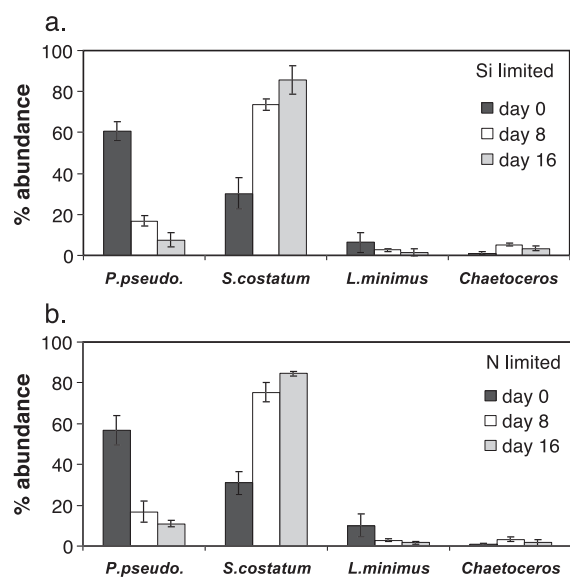 a.
100
80
60
40
20
0
% abundance
Si limited
day 0
day 8
day 16
P.pseudo. S.costatum L.minimus Chaetoceros
b.
100
80
60
40
20
0
% abundance
N limited
day 0
day 8
day 16
P.pseudo. S.costatum L.minimus Chaetoceros